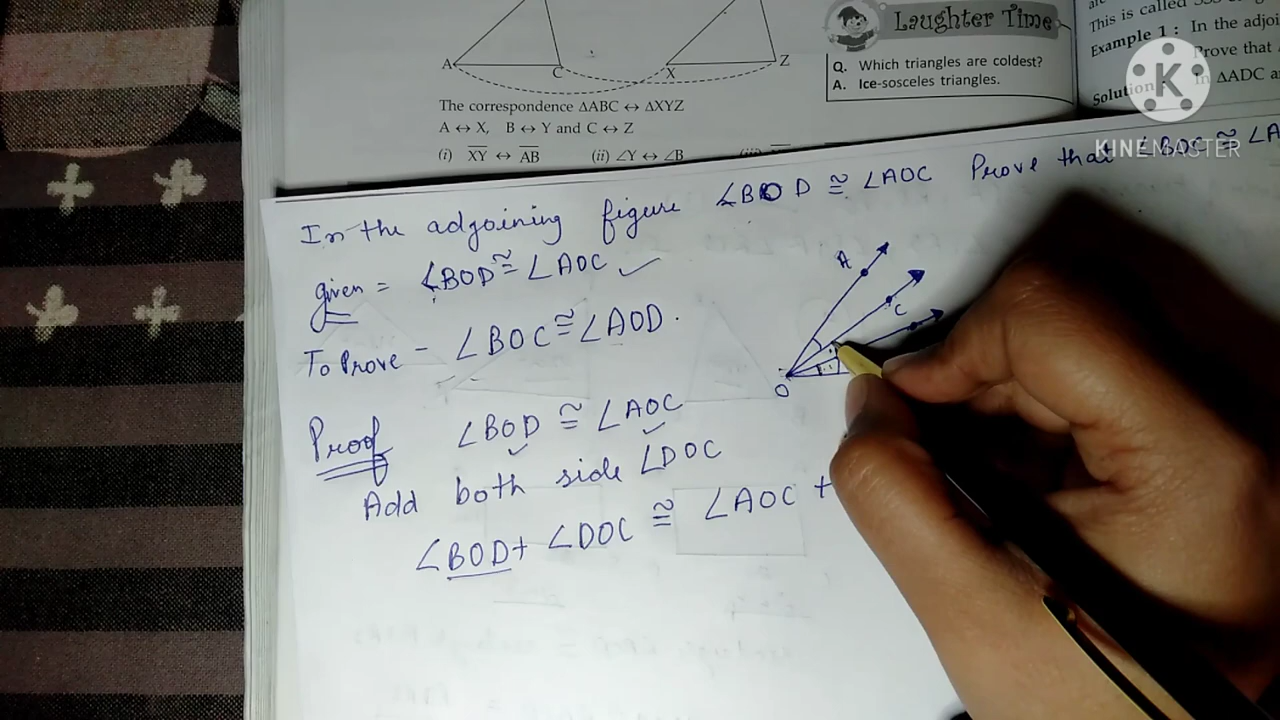 A C X Z
Laughter Time
Q. Which triangles are coldest?
A. Ice-sosceles triangles.
The correspondence ΔABC ↔ ΔXYZ
A ↔ X, B ↔ Y and C ↔ Z
(i) XY ↔ AB (ii) ∠Y ↔ ∠B
This is called
Example 1 : In the adjoi
Prove that
Solution
ΔADC
K
KINEMASTER
In the adjoining figure ∠BOD ≅ ∠AOC Prove that ∠BOC ≅ ∠A
given = ∠BOD ≅ ∠AOC ✓
To Prove - ∠BOC ≅ ∠AOD.
A
C
O
Proof ∠BOD ≅ ∠AOC
Add both side ∠DOC
∠BOD + ∠DOC ≅ ∠AOC +